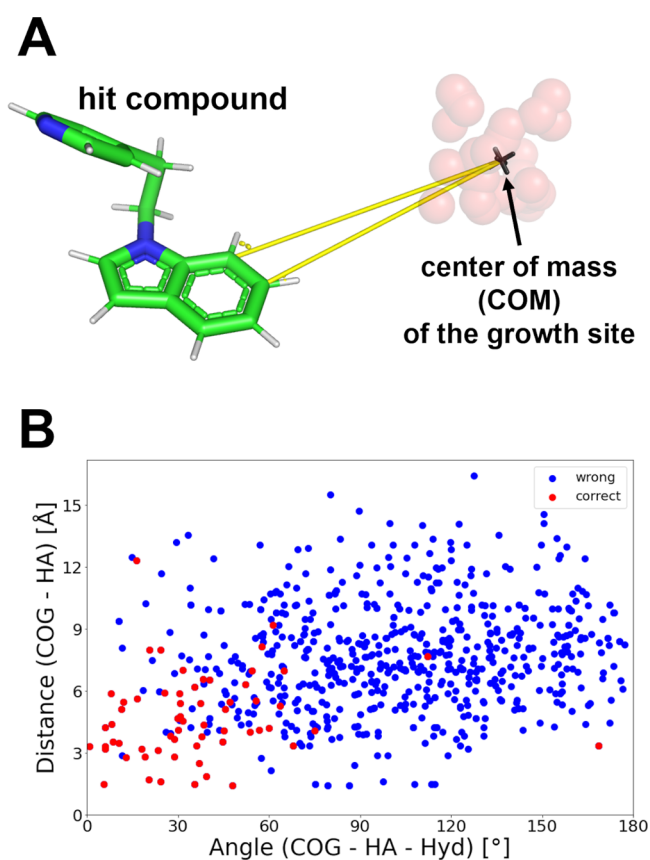 A
hit compound
center of mass
(COM)
of the growth site
B
wrong
correct
Distance (COG - HA) [Å]
15
12
9
6
3
0
0 30 60 90 120 150 180
Angle (COG - HA - Hyd) [°]